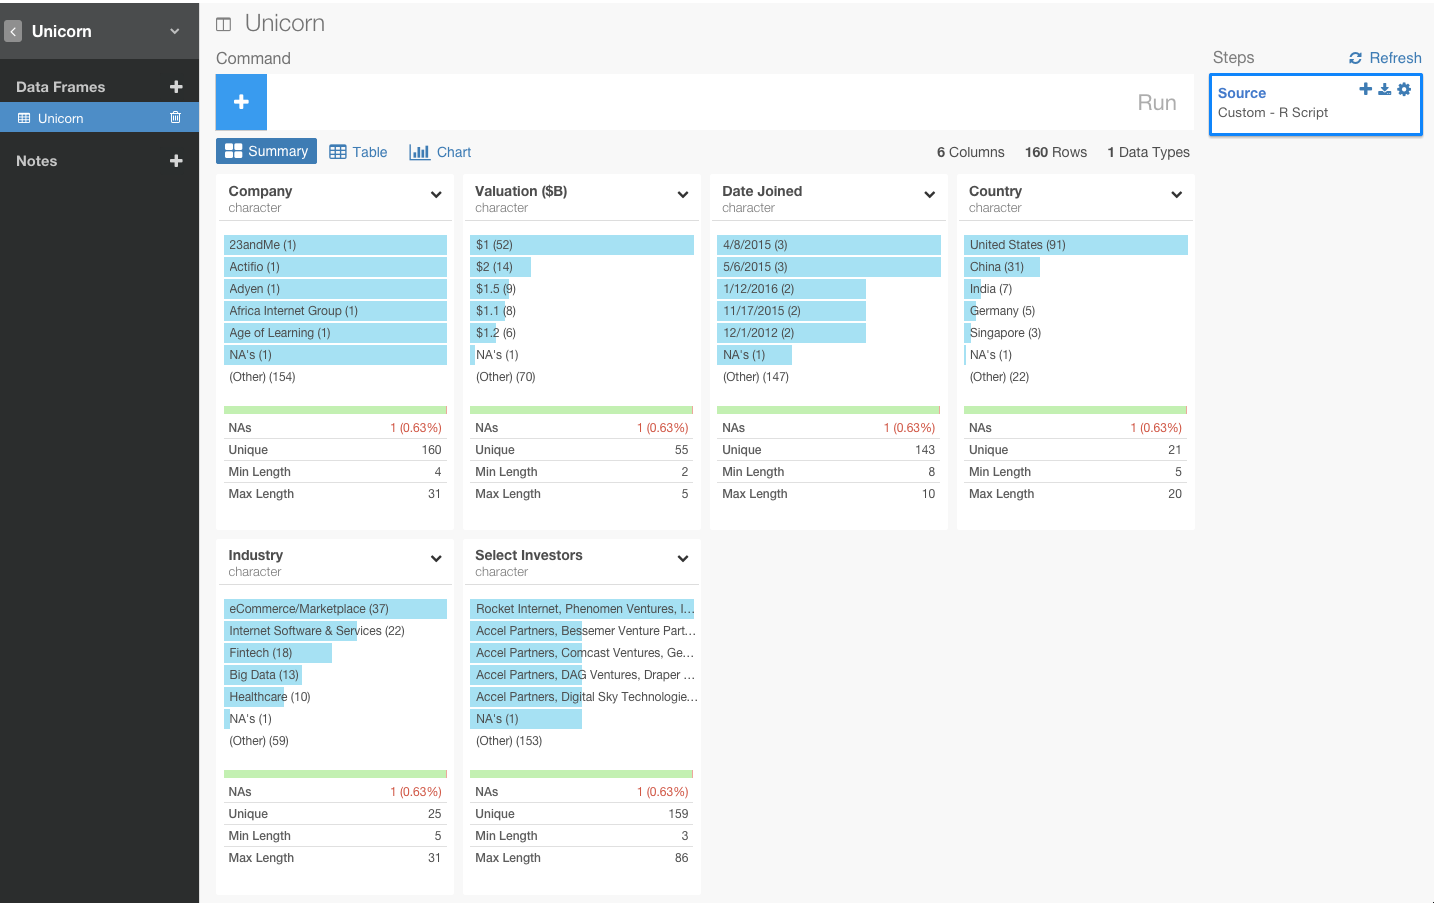 Unicorn
Data Frames
Unicorn
Notes
Unicorn
Command
Run
Steps
Refresh
Source
Custom - R Script
Summary
Table
Chart
6 Columns 160 Rows 1 Data Types
Company
character
23andMe (1)
Actifio (1)
Adyen (1)
Africa Internet Group (1)
Age of Learning (1)
NA's (1)
(Other) (154)
NAs 1 (0.63%)
Unique 160
Min Length 4
Max Length 31
Valuation ($B)
character
$1 (52)
$2 (14)
$1.5 (9)
$1.1 (8)
$1.2 (6)
NA's (1)
(Other) (70)
NAs 1 (0.63%)
Unique 55
Min Length 2
Max Length 5
Date Joined
character
4/8/2015 (3)
5/6/2015 (3)
1/12/2016 (2)
11/17/2015 (2)
12/1/2012 (2)
NA's (1)
(Other) (147)
NAs 1 (0.63%)
Unique 143
Min Length 8
Max Length 10
Country
character
United States (91)
China (31)
India (7)
Germany (5)
Singapore (3)
NA's (1)
(Other) (22)
NAs 1 (0.63%)
Unique 21
Min Length 5
Max Length 20
Industry
character
eCommerce/Marketplace (37)
Internet Software & Services (22)
Fintech (18)
Big Data (13)
Healthcare (10)
NA's (1)
(Other) (59)
NAs 1 (0.63%)
Unique 25
Min Length 5
Max Length 31
Select Investors
character
Rocket Internet, Phenomen Ventures, I...
Accel Partners, Bessemer Venture Part...
Accel Partners, Comcast Ventures, Ge...
Accel Partners, DAG Ventures, Draper ...
Accel Partners, Digital Sky Technologie...
NA's (1)
(Other) (153)
NAs 1 (0.63%)
Unique 159
Min Length 3
Max Length 86